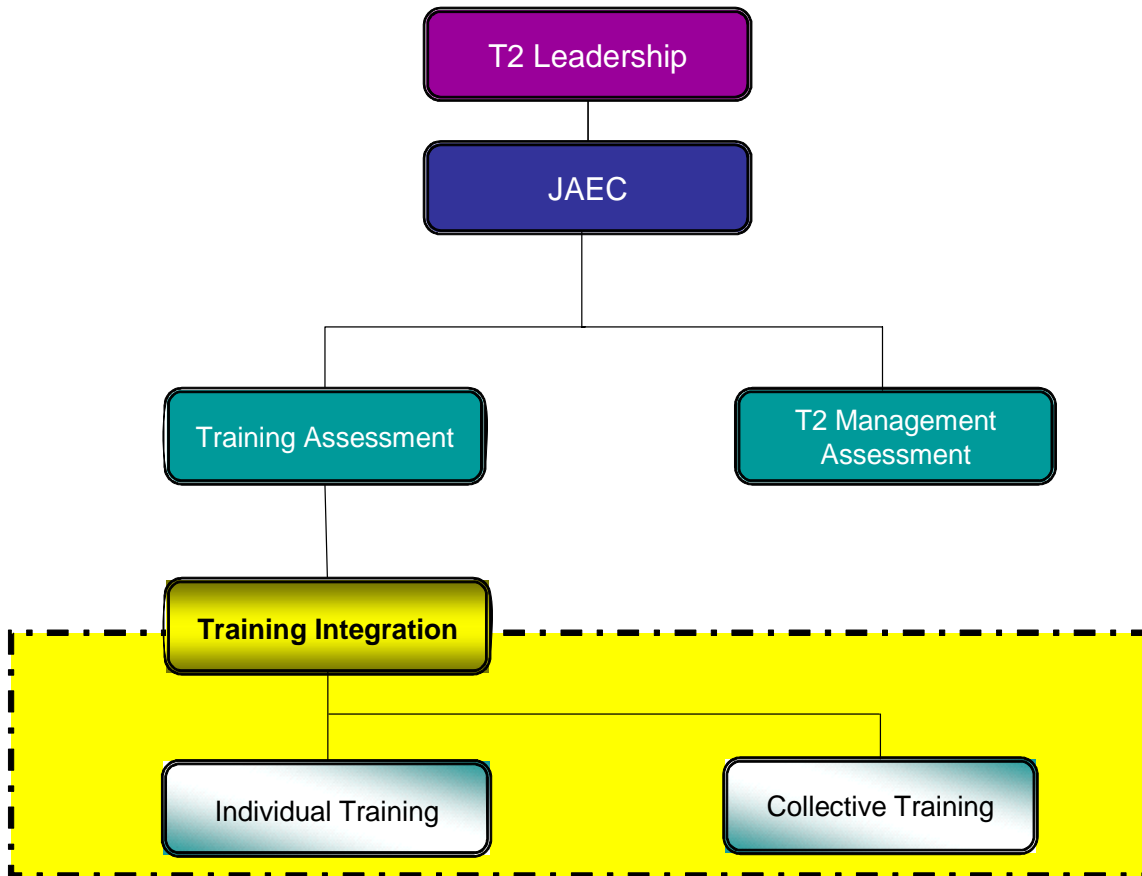 T2 Leadership
JAEC
Training Assessment
T2 Management
Assessment
Training Integration
Individual Training
Collective Training